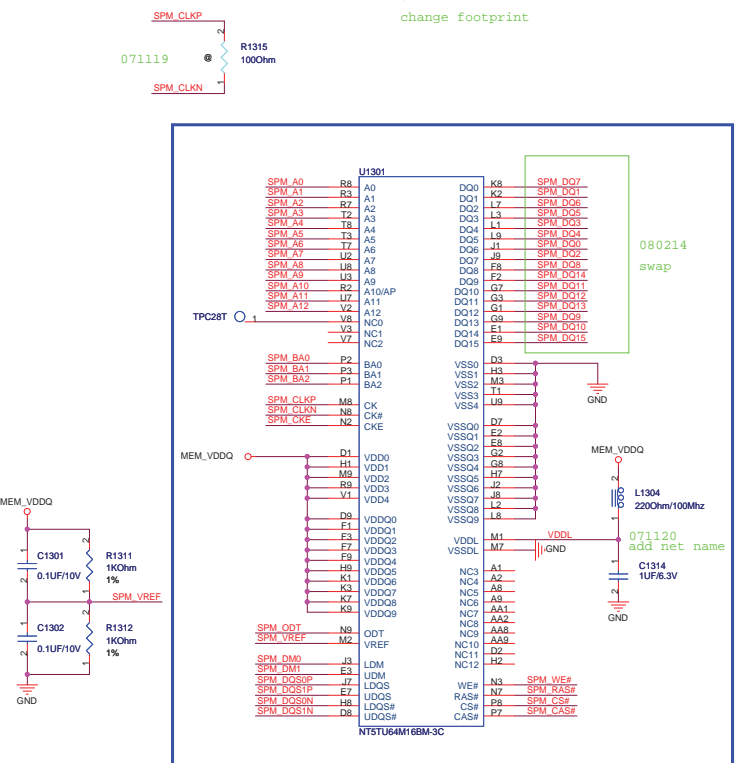 change footprint
SPM_CLKP
2
071119 @ R1315
100Ohm
1
SPM_CLKN
U1301
SPM_A0 R8 A0 DQ0 K8 SPM_DQ7
SPM_A1 R3 A1 DQ1 K2 SPM_DQ1
SPM_A2 R7 A2 DQ2 L7 SPM_DQ6
SPM_A3 T2 A3 DQ3 L3 SPM_DQ5
SPM_A4 T8 A4 DQ4 L1 SPM_DQ3
SPM_A5 T3 A5 DQ5 L9 SPM_DQ4
SPM_A6 T7 A6 DQ6 J1 SPM_DQ0
SPM_A7 U2 A7 DQ7 J9 SPM_DQ2
SPM_A8 U8 A8 DQ8 F8 SPM_DQ8
SPM_A9 U3 A9 DQ9 F2 SPM_DQ14
SPM_A10 R2 A10/AP DQ10 G7 SPM_DQ11
SPM_A11 U7 A11 DQ11 G3 SPM_DQ12
SPM_A12 V2 A12 DQ12 G1 SPM_DQ13
TPC28T 1 V8 NC0 DQ13 G9 SPM_DQ9
V3 NC1 DQ14 E1 SPM_DQ10
V7 NC2 DQ15 E9 SPM_DQ15
080214
swap
SPM_BA0 P2 BA0 VSS0 D3
SPM_BA1 P3 BA1 VSS1 H3
SPM_BA2 P1 BA2 VSS2 M3
VSS3 T1
VSS4 U9
GND
SPM_CLKP M8 CK
SPM_CLKN N8 CK#
SPM_CKE N2 CKE
VSSQ0 D7
VSSQ1 E2
VSSQ2 E8
VSSQ3 G2
VSSQ4 G8
VSSQ5 H7
VSSQ6 J2
VSSQ7 J8
VSSQ8 L2
VSSQ9 L8
MEM_VDDQ D1 VDD0
H1 VDD1
M9 VDD2
R9 VDD3
V1 VDD4
D9 VDDQ0
F1 VDDQ1
F3 VDDQ2
F7 VDDQ3
F9 VDDQ4
H9 VDDQ5
K1 VDDQ6
K3 VDDQ7
K7 VDDQ8
K9 VDDQ9
VDDL M1 VDDL
VSSDL M7 GND
MEM_VDDQ
2
L1304
220Ohm/100Mhz
1
071120
add net name
1
C1314
1UF/6.3V
2
GND
NC3 A1
NC4 A2
NC5 A8
NC6 A9
NC7 AA1
NC8 AA2
NC9 AA8
NC10 AA9
NC11 D2
NC12 H2
MEM_VDDQ
1 2
C1301 R1311
0.1UF/10V 1KOhm
1%
2 1
SPM_VREF
1 2
C1302 R1312
0.1UF/10V 1KOhm
1%
2 1
GND
SPM_ODT N9 ODT
SPM_VREF M2 VREF
SPM_DM0 J3 LDM
SPM_DM1 E3 UDM
SPM_DQS0P J7 LDQS
SPM_DQS1P E7 UDQS
SPM_DQS0N H8 LDQS#
SPM_DQS1N D8 UDQS#
WE# N3 SPM_WE#
RAS# N7 SPM_RAS#
CS# P8 SPM_CS#
CAS# P7 SPM_CAS#
NT5TU64M16BM-3C